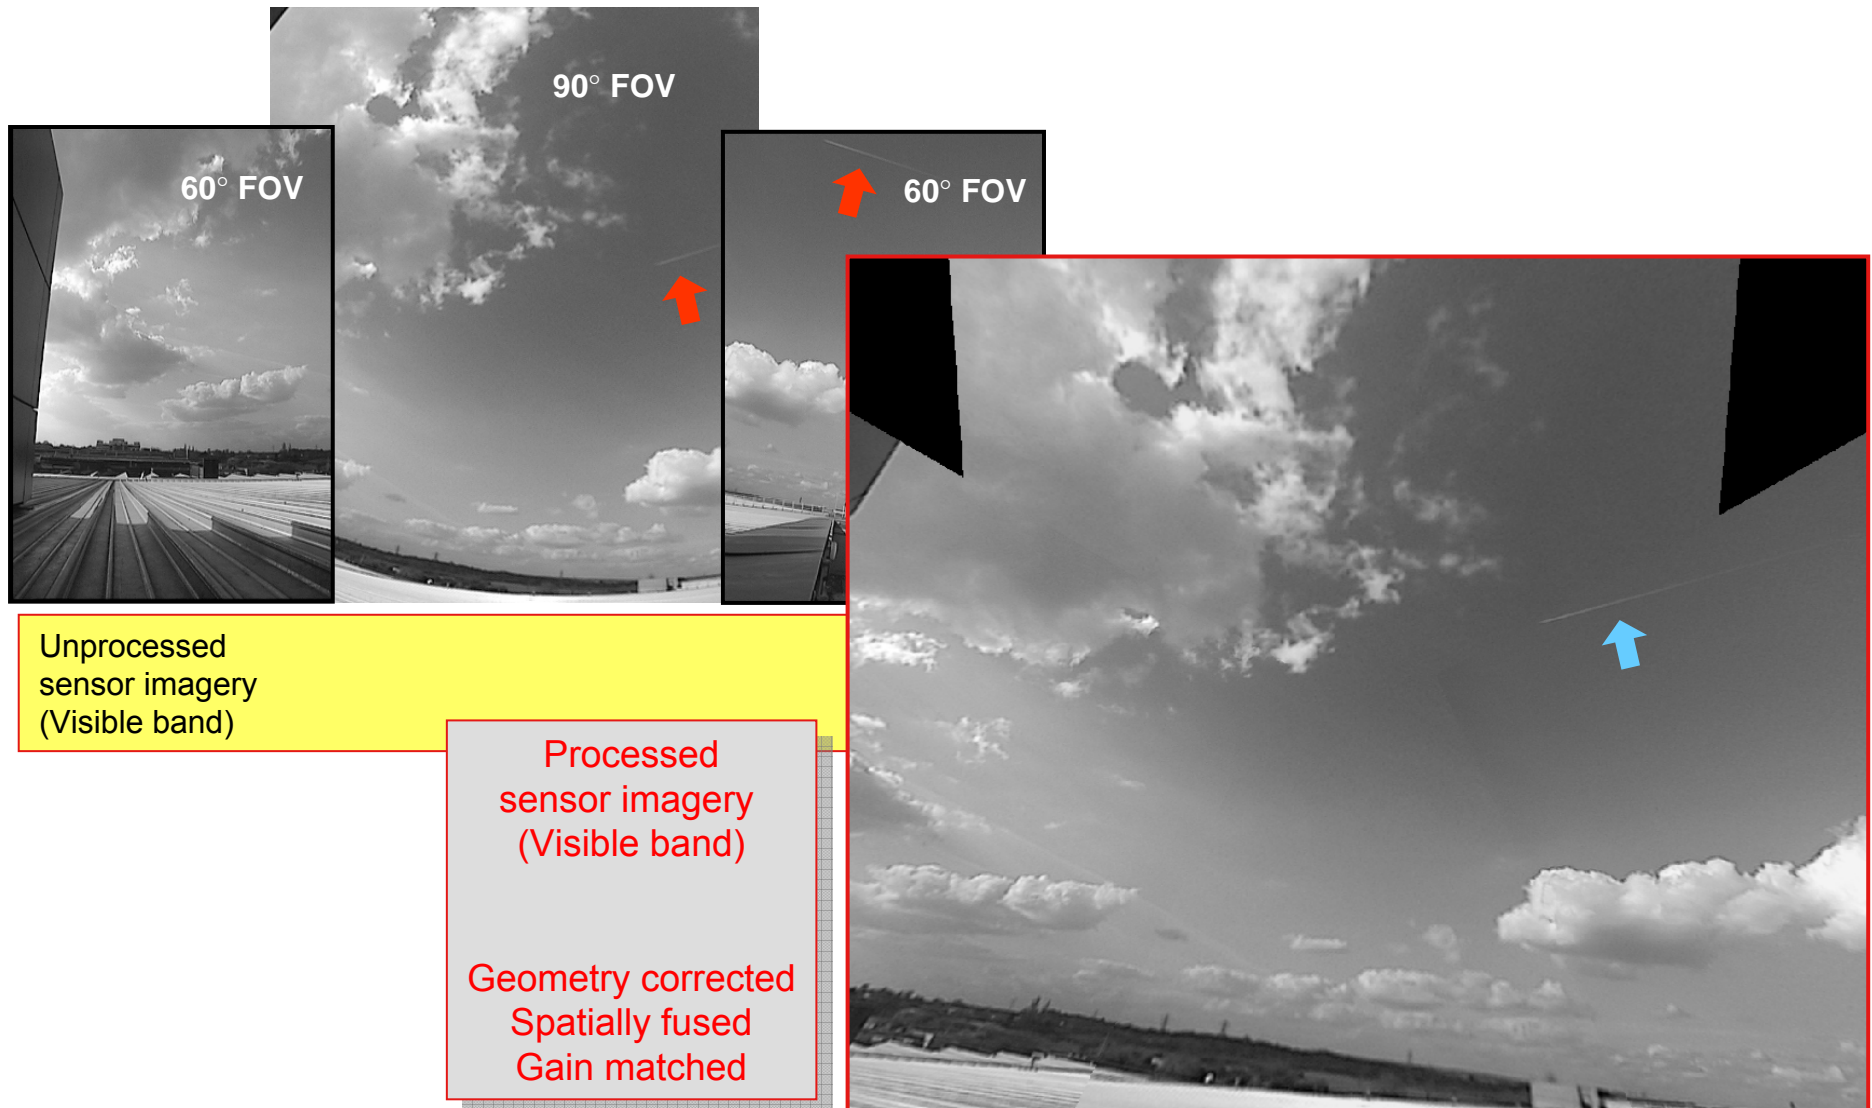 90° FOV
60° FOV
60° FOV
Unprocessed
sensor imagery
(Visible band)
Processed
sensor imagery
(Visible band)
Geometry corrected
Spatially fused
Gain matched